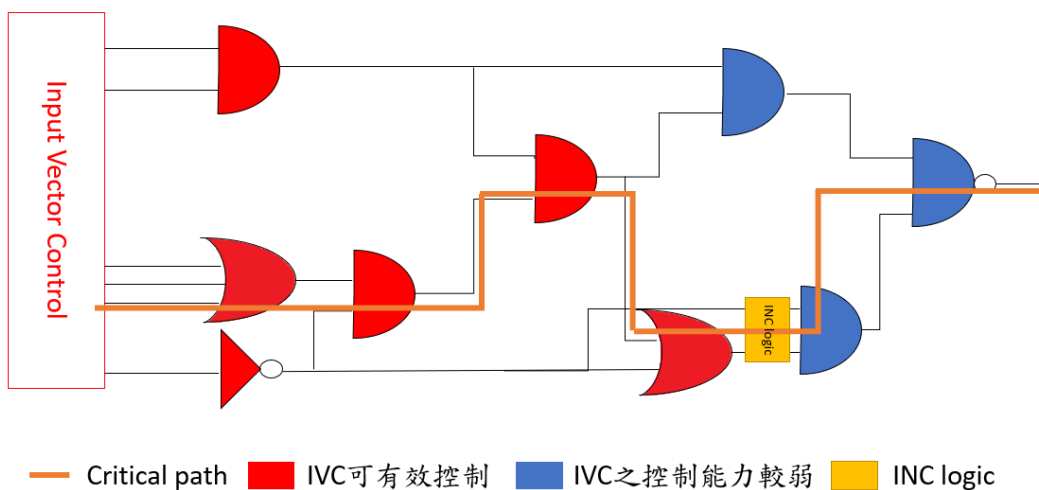 Input Vector Control
INC logic
Critical path
IVC可有效控制
IVC之控制能力較弱
INC logic